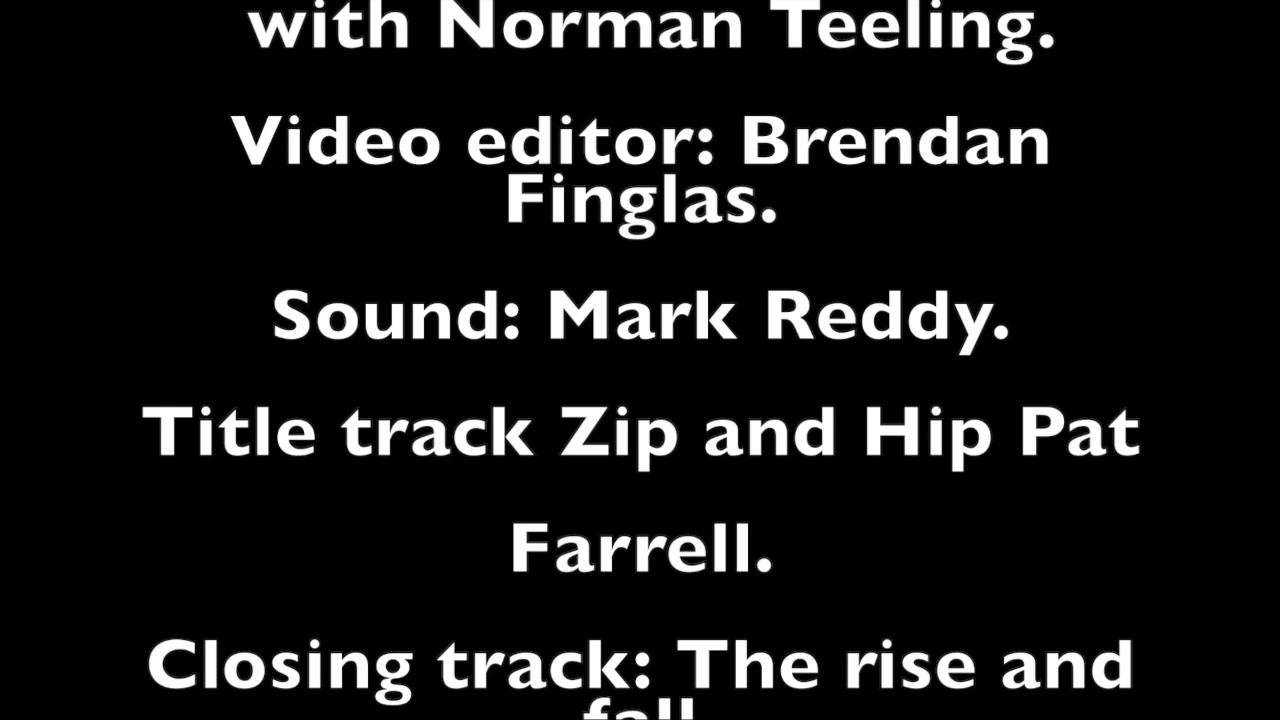 with Norman Teeling.
Video editor: Brendan
Finglas.
Sound: Mark Reddy.
Title track Zip and Hip Pat
Farrell.
Closing track: The rise and
fall